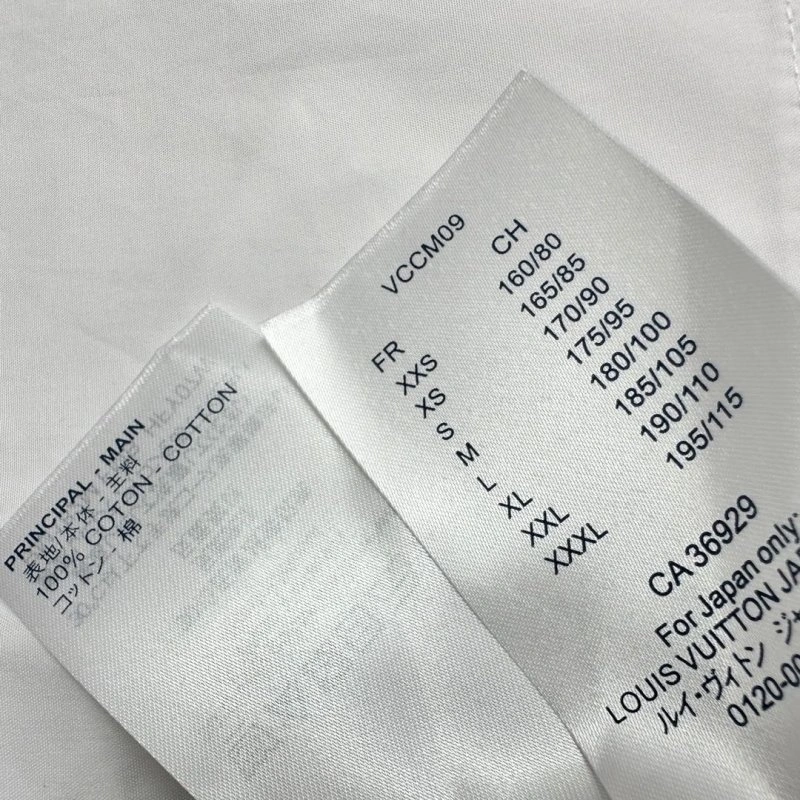 PRINCIPAL - MAIN
表地/本体 - 主料
100% COTON - COTTON
コットン - 棉
VCCM09
FR CH
XXS 160/80
XS 165/85
S 170/90
M 175/95
L 180/100
XL 185/105
XXL 190/110
XXXL 195/115
CA 36929
For Japan only
LOUIS VUITTON JA
ルイ・ヴィトン ジャ
0120-00